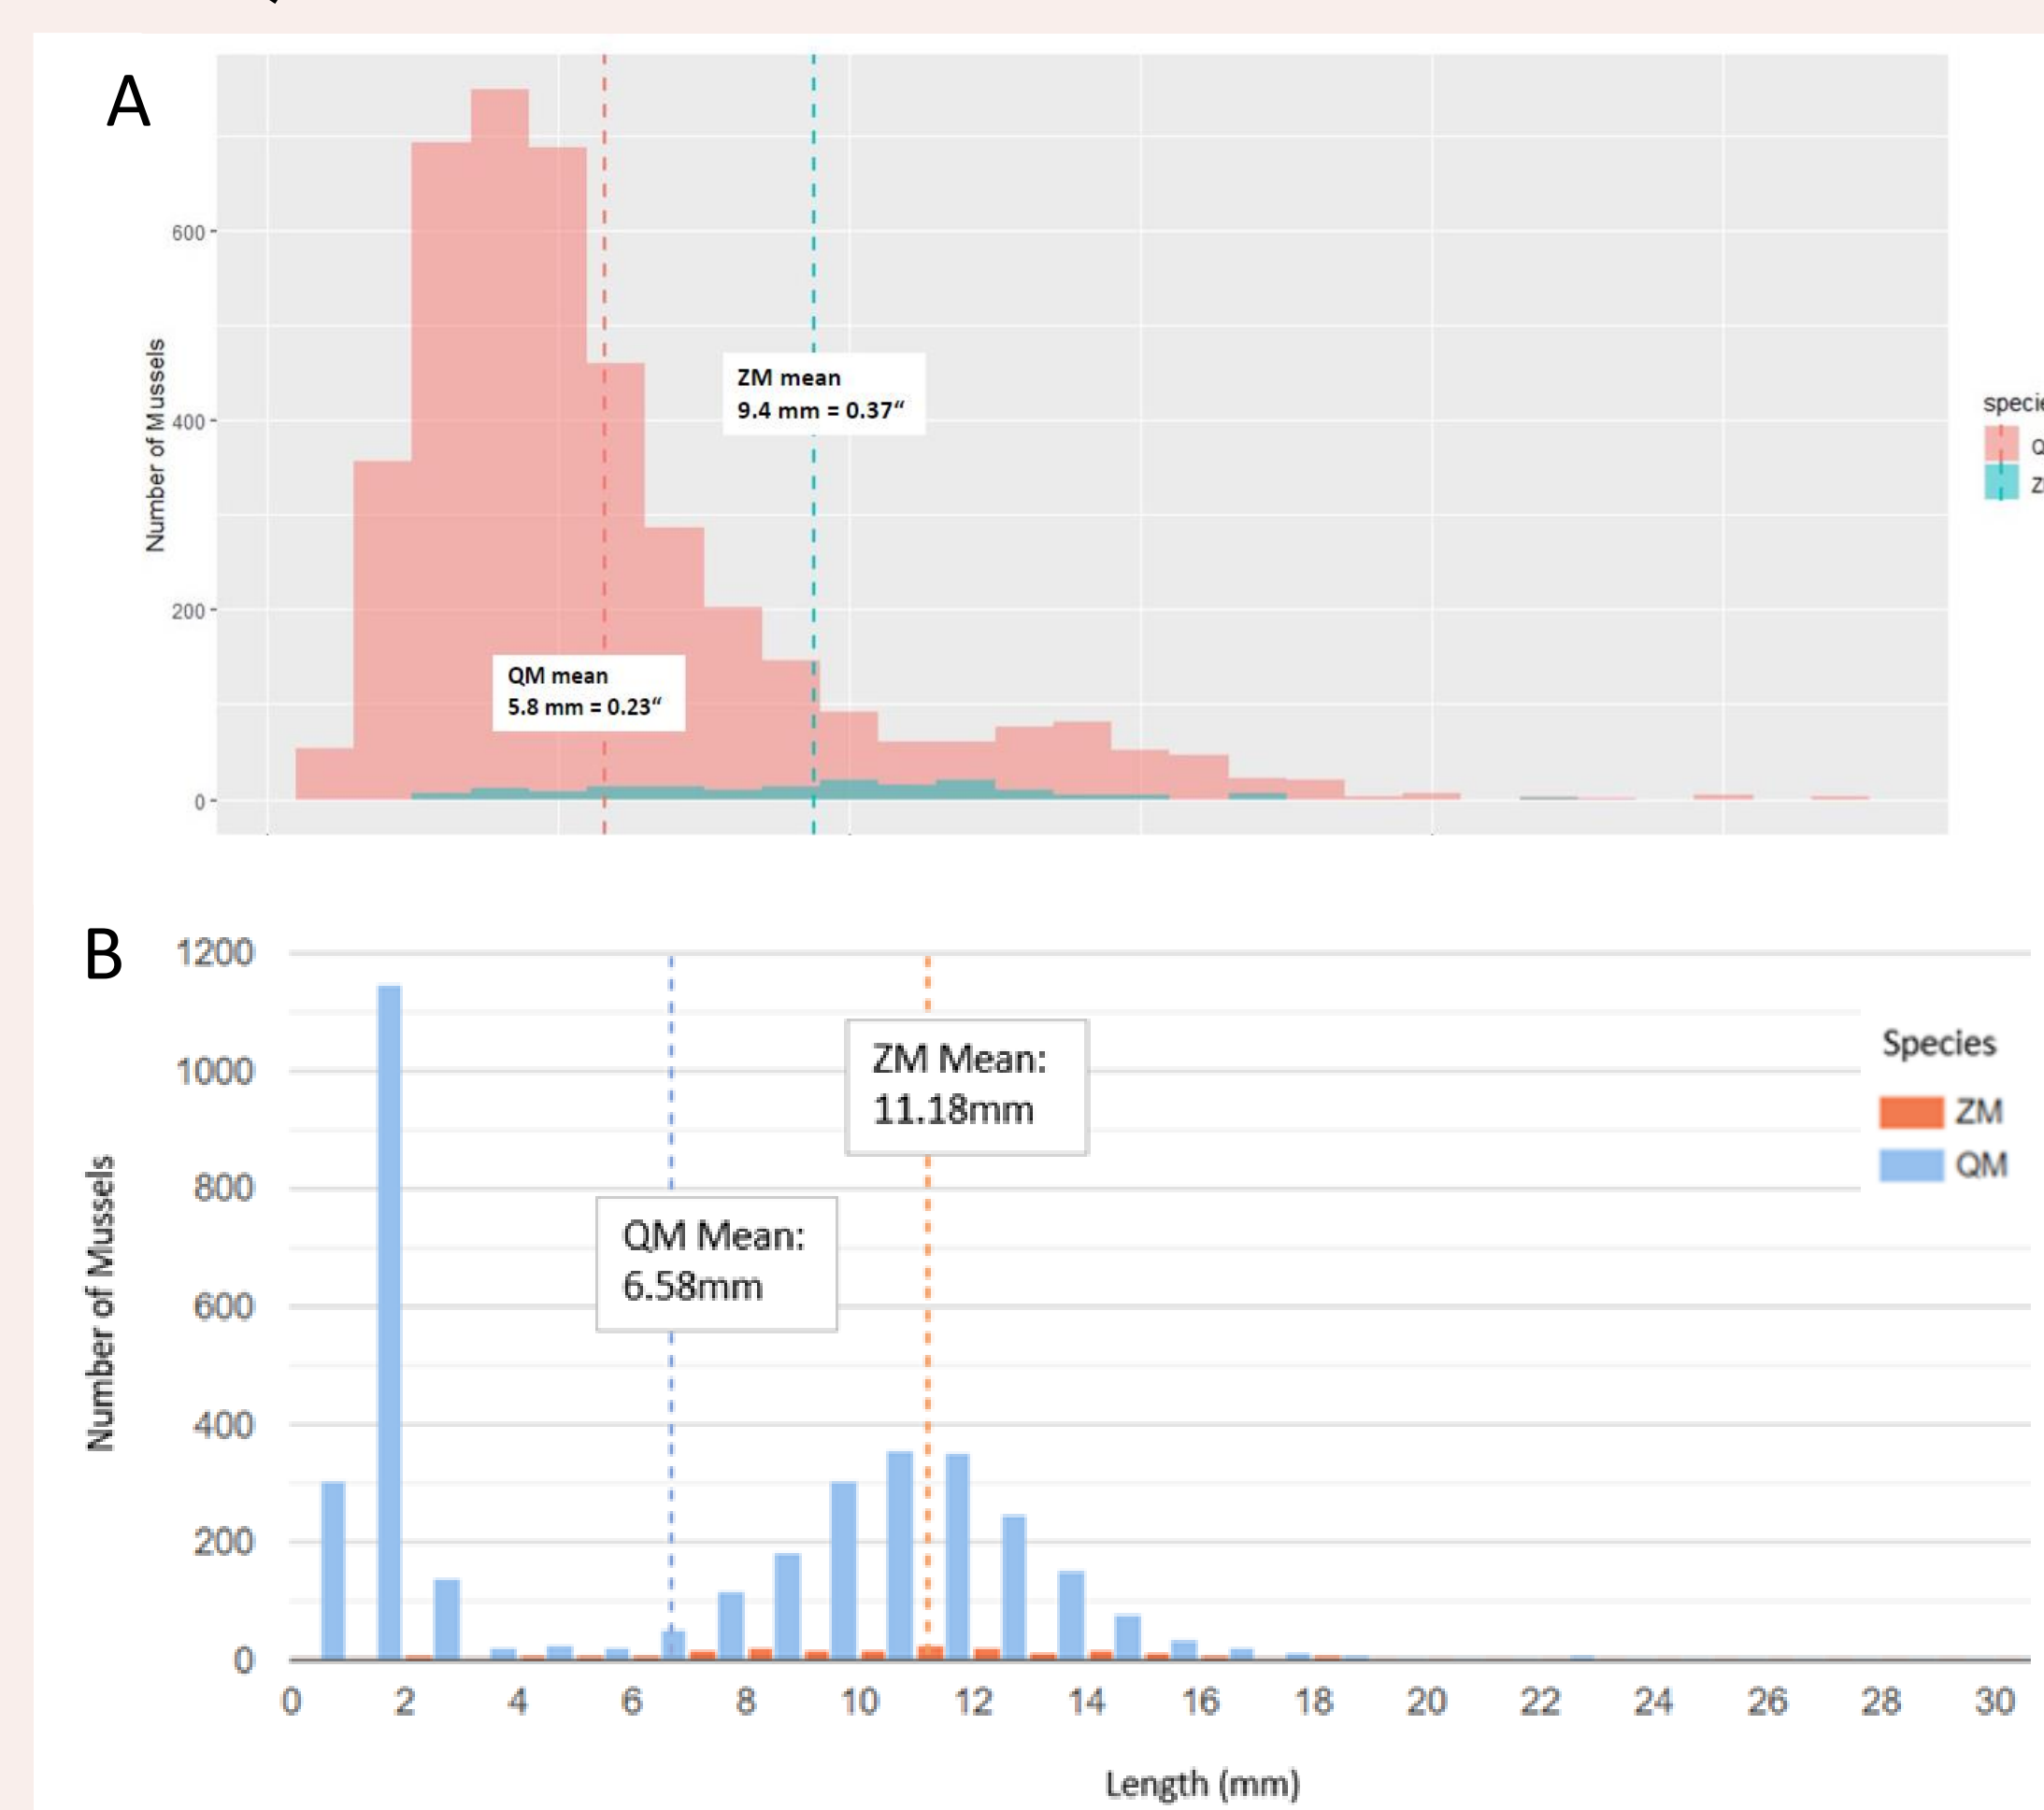 A
600
400
200
0
Number of Mussels
ZM mean
9.4 mm = 0.37“
QM mean
5.8 mm = 0.23“
B
1200
1000
800
600
400
200
0
Number of Mussels
ZM Mean:
11.18mm
QM Mean:
6.58mm
Species
ZM
QM
0 2 4 6 8 10 12 14 16 18 20 22 24 26 28 30
Length (mm)